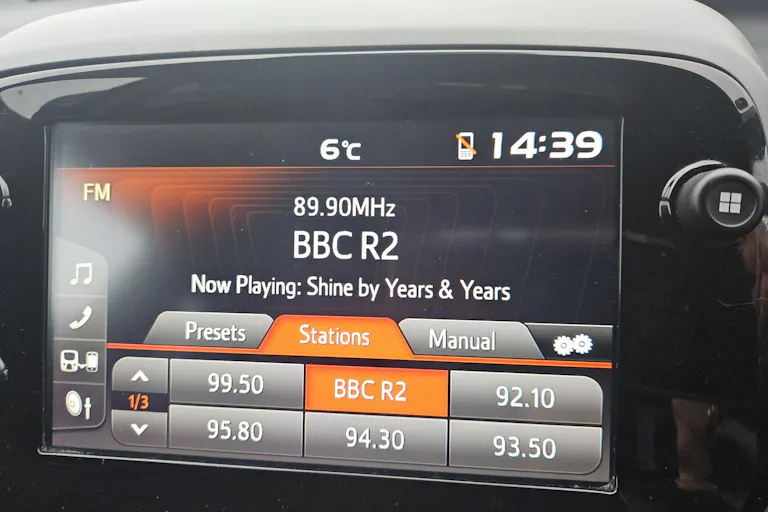 6°C
14:39
FM
89.90MHz
BBC R2
Now Playing: Shine by Years & Years
Presets
Stations
Manual
99.50
BBC R2
92.10
1/3
95.80
94.30
93.50